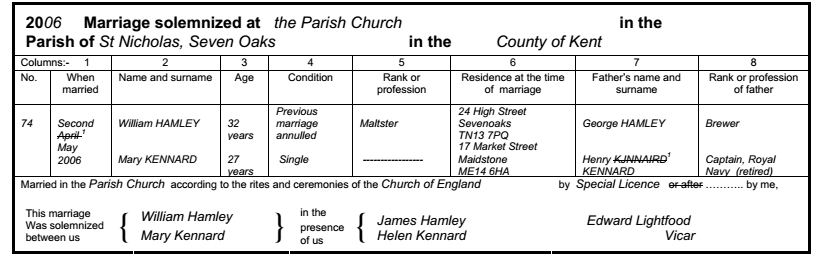 2006 Marriage solemnized at the Parish Church in the
Parish of St Nicholas, Seven Oaks in the County of Kent
Columns:- 1 2 3 4 5 6 7 8
No. When married Name and surname Age Condition Rank or profession Residence at the time of marriage Father's name and surname Rank or profession of father
74 Second April 1 May 2006 William HAMLEY 32 years Previous marriage annulled Maltster 24 High Street Sevenoaks TN13 7PQ George HAMLEY Brewer
Mary KENNARD 27 years Single ---------------- 17 Market Street Maidstone ME14 6HA Henry KJNNAIRD 1 KENNARD Captain, Royal Navy (retired)
Married in the Parish Church according to the rites and ceremonies of the Church of England by Special Licence or after ……….. by me,
This marriage Was solemnized between us { William Hamley Mary Kennard } in the presence of us { James Hamley Helen Kennard Edward Lightfood Vicar